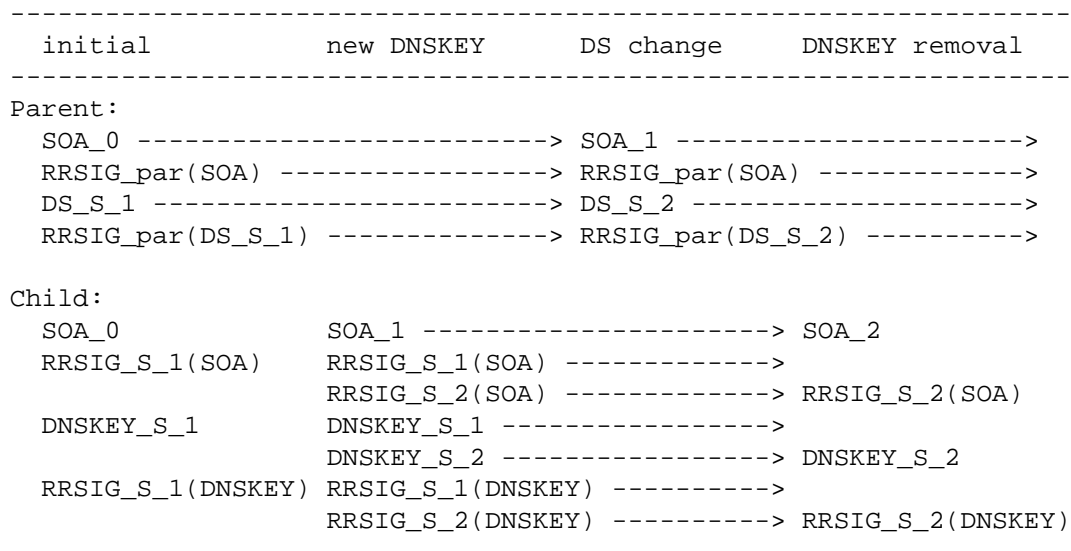 -------------------------------------------------------------------
  initial           new DNSKEY      DS change     DNSKEY removal
-------------------------------------------------------------------
Parent:
  SOA_0 --------------------------> SOA_1 ---------------------->
  RRSIG_par(SOA) -----------------> RRSIG_par(SOA) ------------->
  DS_S_1 -------------------------> DS_S_2 --------------------->
  RRSIG_par(DS_S_1) --------------> RRSIG_par(DS_S_2) ---------->

Child:
  SOA_0             SOA_1 ----------------------> SOA_2
  RRSIG_S_1(SOA)    RRSIG_S_1(SOA) ------------->
                    RRSIG_S_2(SOA) -------------> RRSIG_S_2(SOA)
  DNSKEY_S_1        DNSKEY_S_1 ----------------->
                    DNSKEY_S_2 -----------------> DNSKEY_S_2
  RRSIG_S_1(DNSKEY) RRSIG_S_1(DNSKEY) ---------->
                    RRSIG_S_2(DNSKEY) ----------> RRSIG_S_2(DNSKEY)